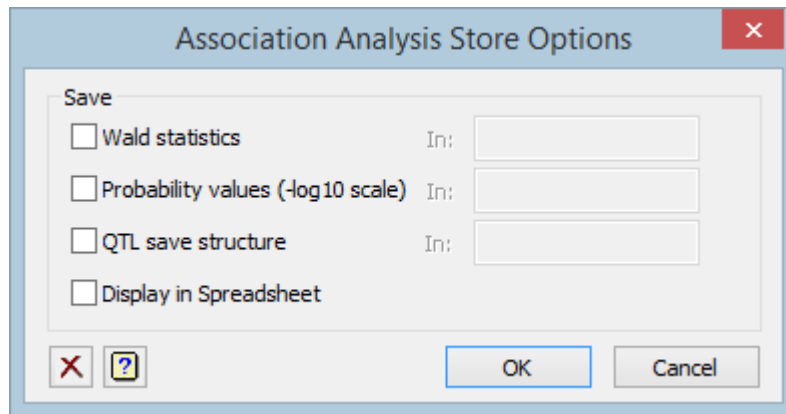 Association Analysis Store Options
Save
Wald statistics In:
Probability values (-log10 scale) In:
QTL save structure In:
Display in Spreadsheet
? OK Cancel